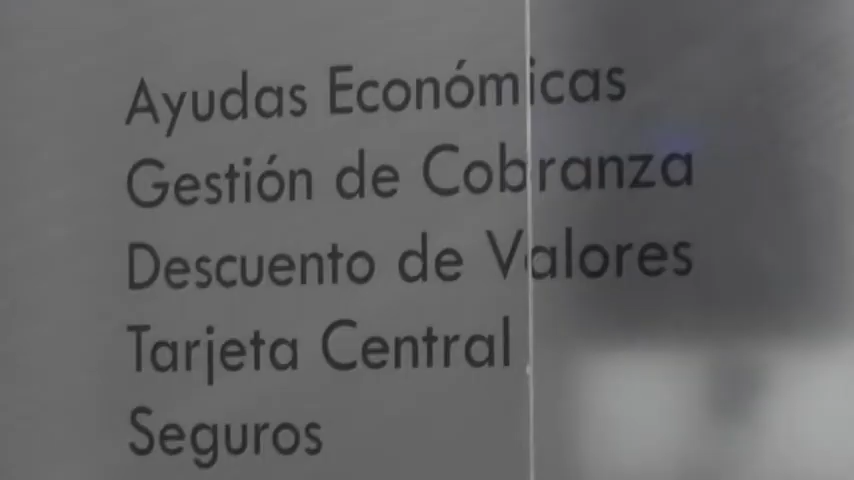 Ayudas Económicas
Gestión de Cobranza
Descuento de Valores
Tarjeta Central
Seguros